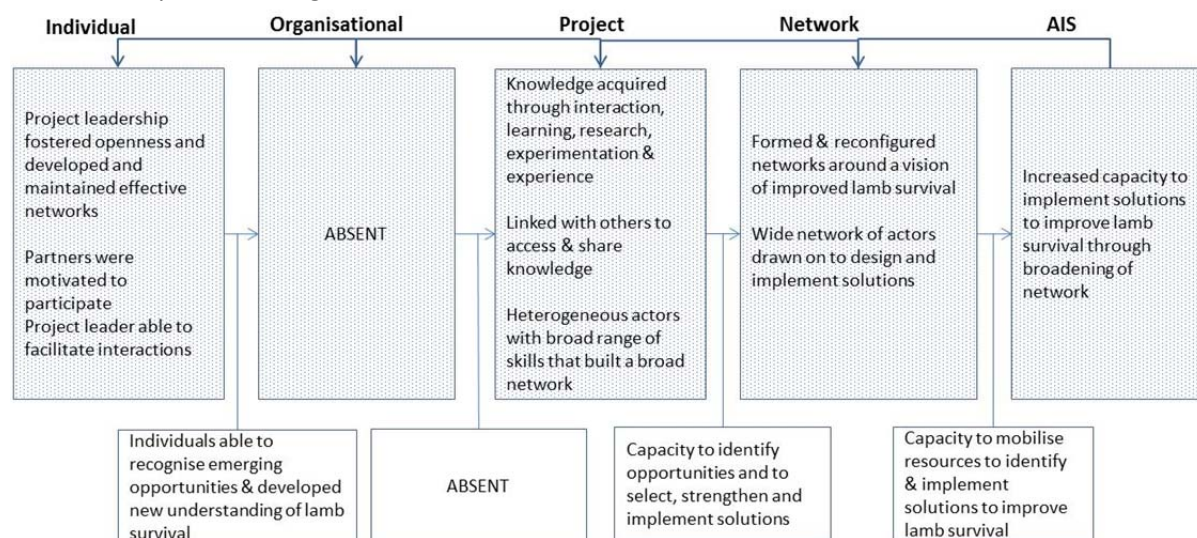 Individual
Organisational
Project
Network
AIS
Project leadership
fostered openness and
developed and
maintained effective
networks
Partners were
motivated to
participate
Project leader able to
facilitate interactions
ABSENT
Knowledge acquired
through interaction,
learning, research,
experimentation &
experience
Linked with others to
access & share
knowledge
Heterogeneous actors
with broad range of
skills that built a broad
network
Formed & reconfigured
networks around a vision
of improved lamb survival
Wide network of actors
drawn on to design and
implement solutions
Increased capacity to
implement solutions
to improve lamb
survival through
broadening of
network
Individuals able to
recognise emerging
opportunities & developed
new understanding of lamb
survival
ABSENT
Capacity to identify
opportunities and to
select, strengthen and
implement solutions
Capacity to mobilise
resources to identify
& implement
solutions to improve
lamb survival